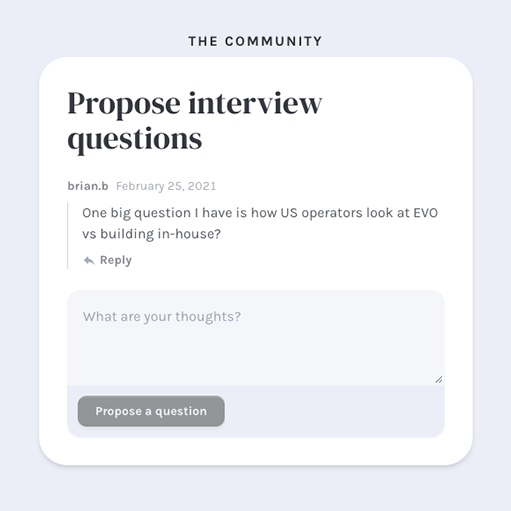 THE COMMUNITY
Propose interview
questions
brian.b February 25, 2021
One big question I have is how US operators look at EVO
vs building in-house?
Reply
What are your thoughts?
Propose a question